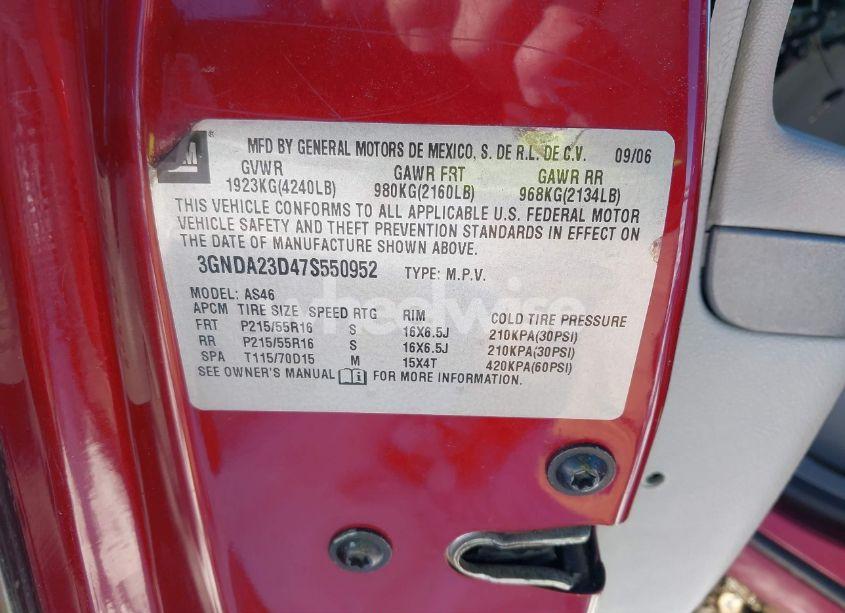 GM®
MFD BY GENERAL MOTORS DE MEXICO, S. DE R.L. DE C.V. 09/06
GVWR GAWR FRT GAWR RR
1923KG(4240LB) 980KG(2160LB) 968KG(2134LB)
THIS VEHICLE CONFORMS TO ALL APPLICABLE U.S. FEDERAL MOTOR
VEHICLE SAFETY AND THEFT PREVENTION STANDARDS IN EFFECT ON
THE DATE OF MANUFACTURE SHOWN ABOVE.
3GNDA23D47S550952 TYPE: M.P.V.
MODEL: AS46
APCM TIRE SIZE SPEED RTG RIM COLD TIRE PRESSURE
FRT P215/55R16 S 16X6.5J 210KPA(30PSI)
RR P215/55R16 S 16X6.5J 210KPA(30PSI)
SPA T115/70D15 M 15X4T 420KPA(60PSI)
SEE OWNER'S MANUAL FOR MORE INFORMATION.